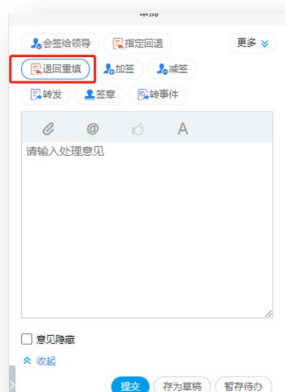 会签给领导 指定回退 更多
退回重填 加签 减签
转发 签章 转事件
@ A
请输入处理意见
意见隐藏
收起
提交 存为草稿 暂存待办